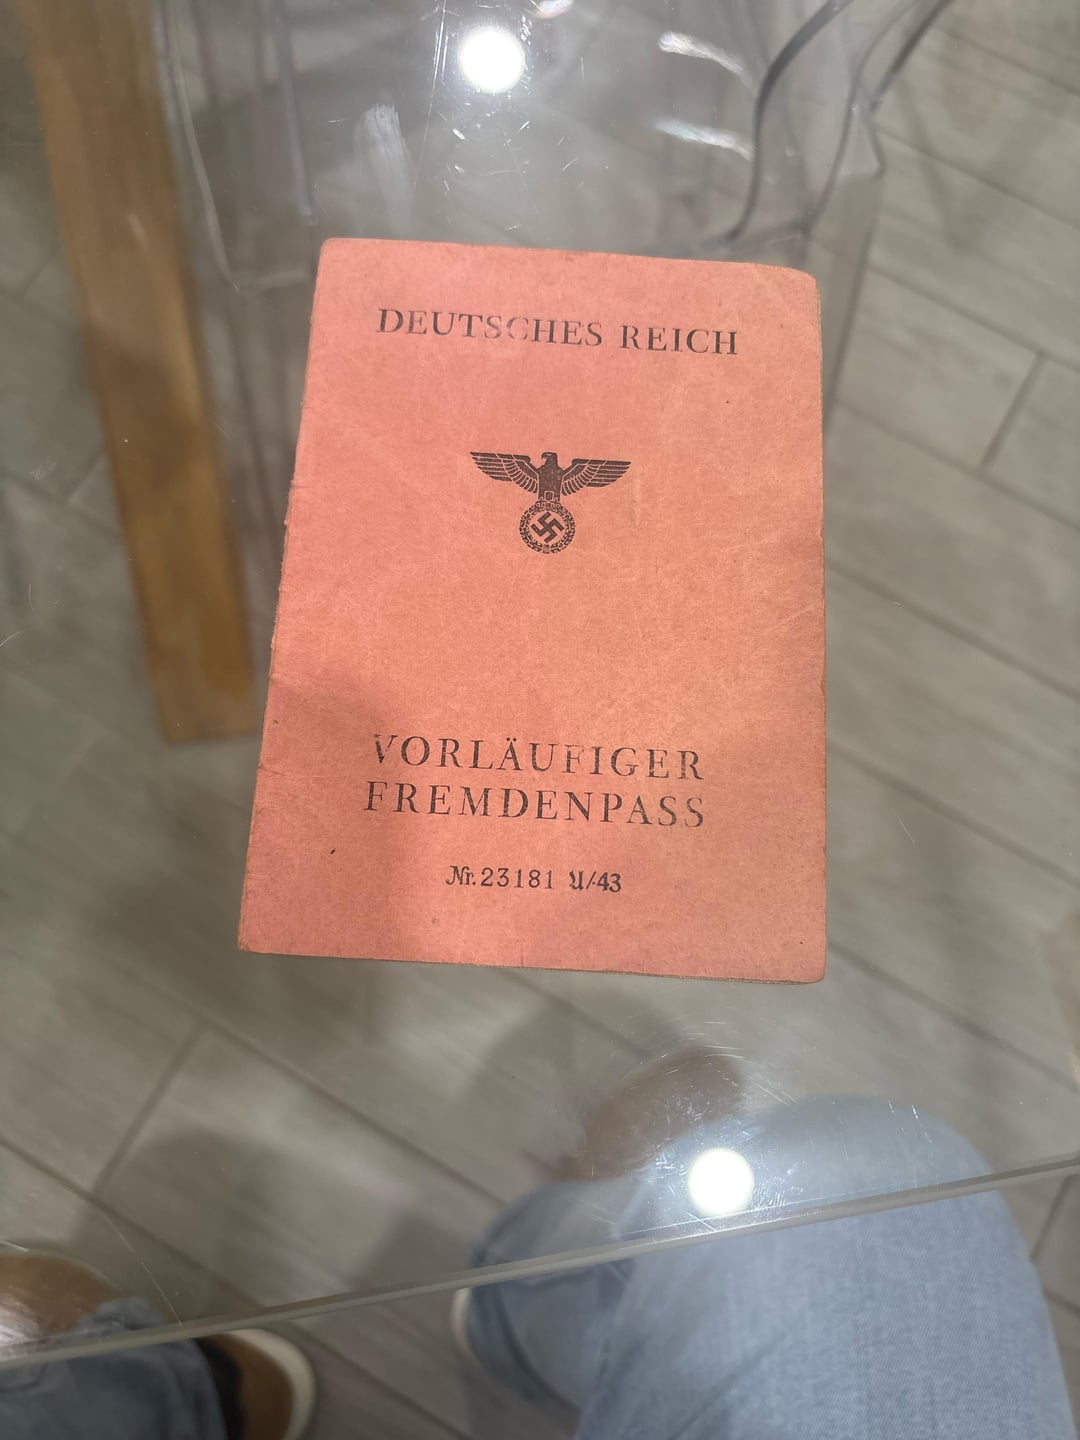 DEUTSCHES REICH
VORLÄUFIGER
FREMDENPASS
Nr. 23181 U/43